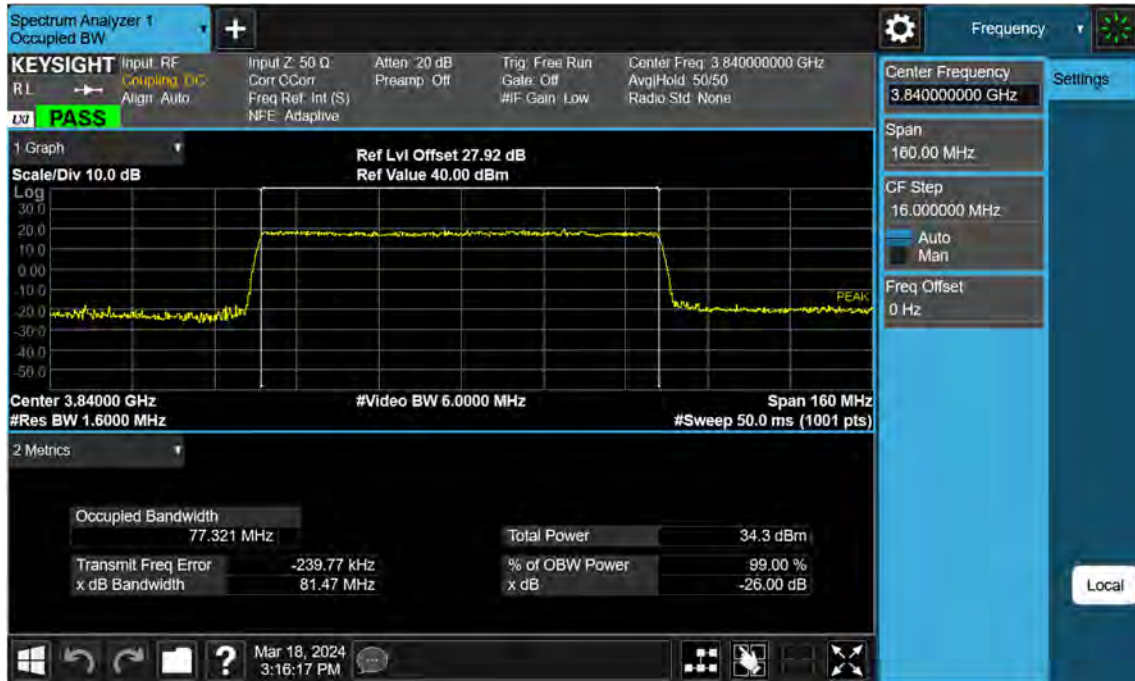 Spectrum Analyzer 1
Occupied BW
+
Frequency
KEYSIGHT
R L
LXI PASS
Input: RF
Coupling: DC
Align: Auto
Input Z: 50 Ω
Corr CCorr
Freq Ref: Int (S)
NFE: Adaptive
Atten: 20 dB
Preamp: Off
Trig: Free Run
Gate: Off
#IF Gain: Low
Center Freq: 3.840000000 GHz
Avg|Hold: 50/50
Radio Std: None
Center Frequency
3.840000000 GHz
Settings
Span
160.00 MHz
CF Step
16.000000 MHz
Auto
Man
Freq Offset
0 Hz
1 Graph
Scale/Div 10.0 dB
Ref Lvl Offset 27.92 dB
Ref Value 40.00 dBm
Log
30.0
20.0
10.0
0.00
-10.0
-20.0
-30.0
-40.0
-50.0
PEAK
Center 3.84000 GHz
#Video BW 6.0000 MHz
Span 160 MHz
#Res BW 1.6000 MHz
#Sweep 50.0 ms (1001 pts)
2 Metrics
Occupied Bandwidth
77.321 MHz
Total Power 34.3 dBm
Transmit Freq Error -239.77 kHz
% of OBW Power 99.00 %
x dB Bandwidth 81.47 MHz
x dB -26.00 dB
Local
?
Mar 18, 2024
3:16:17 PM